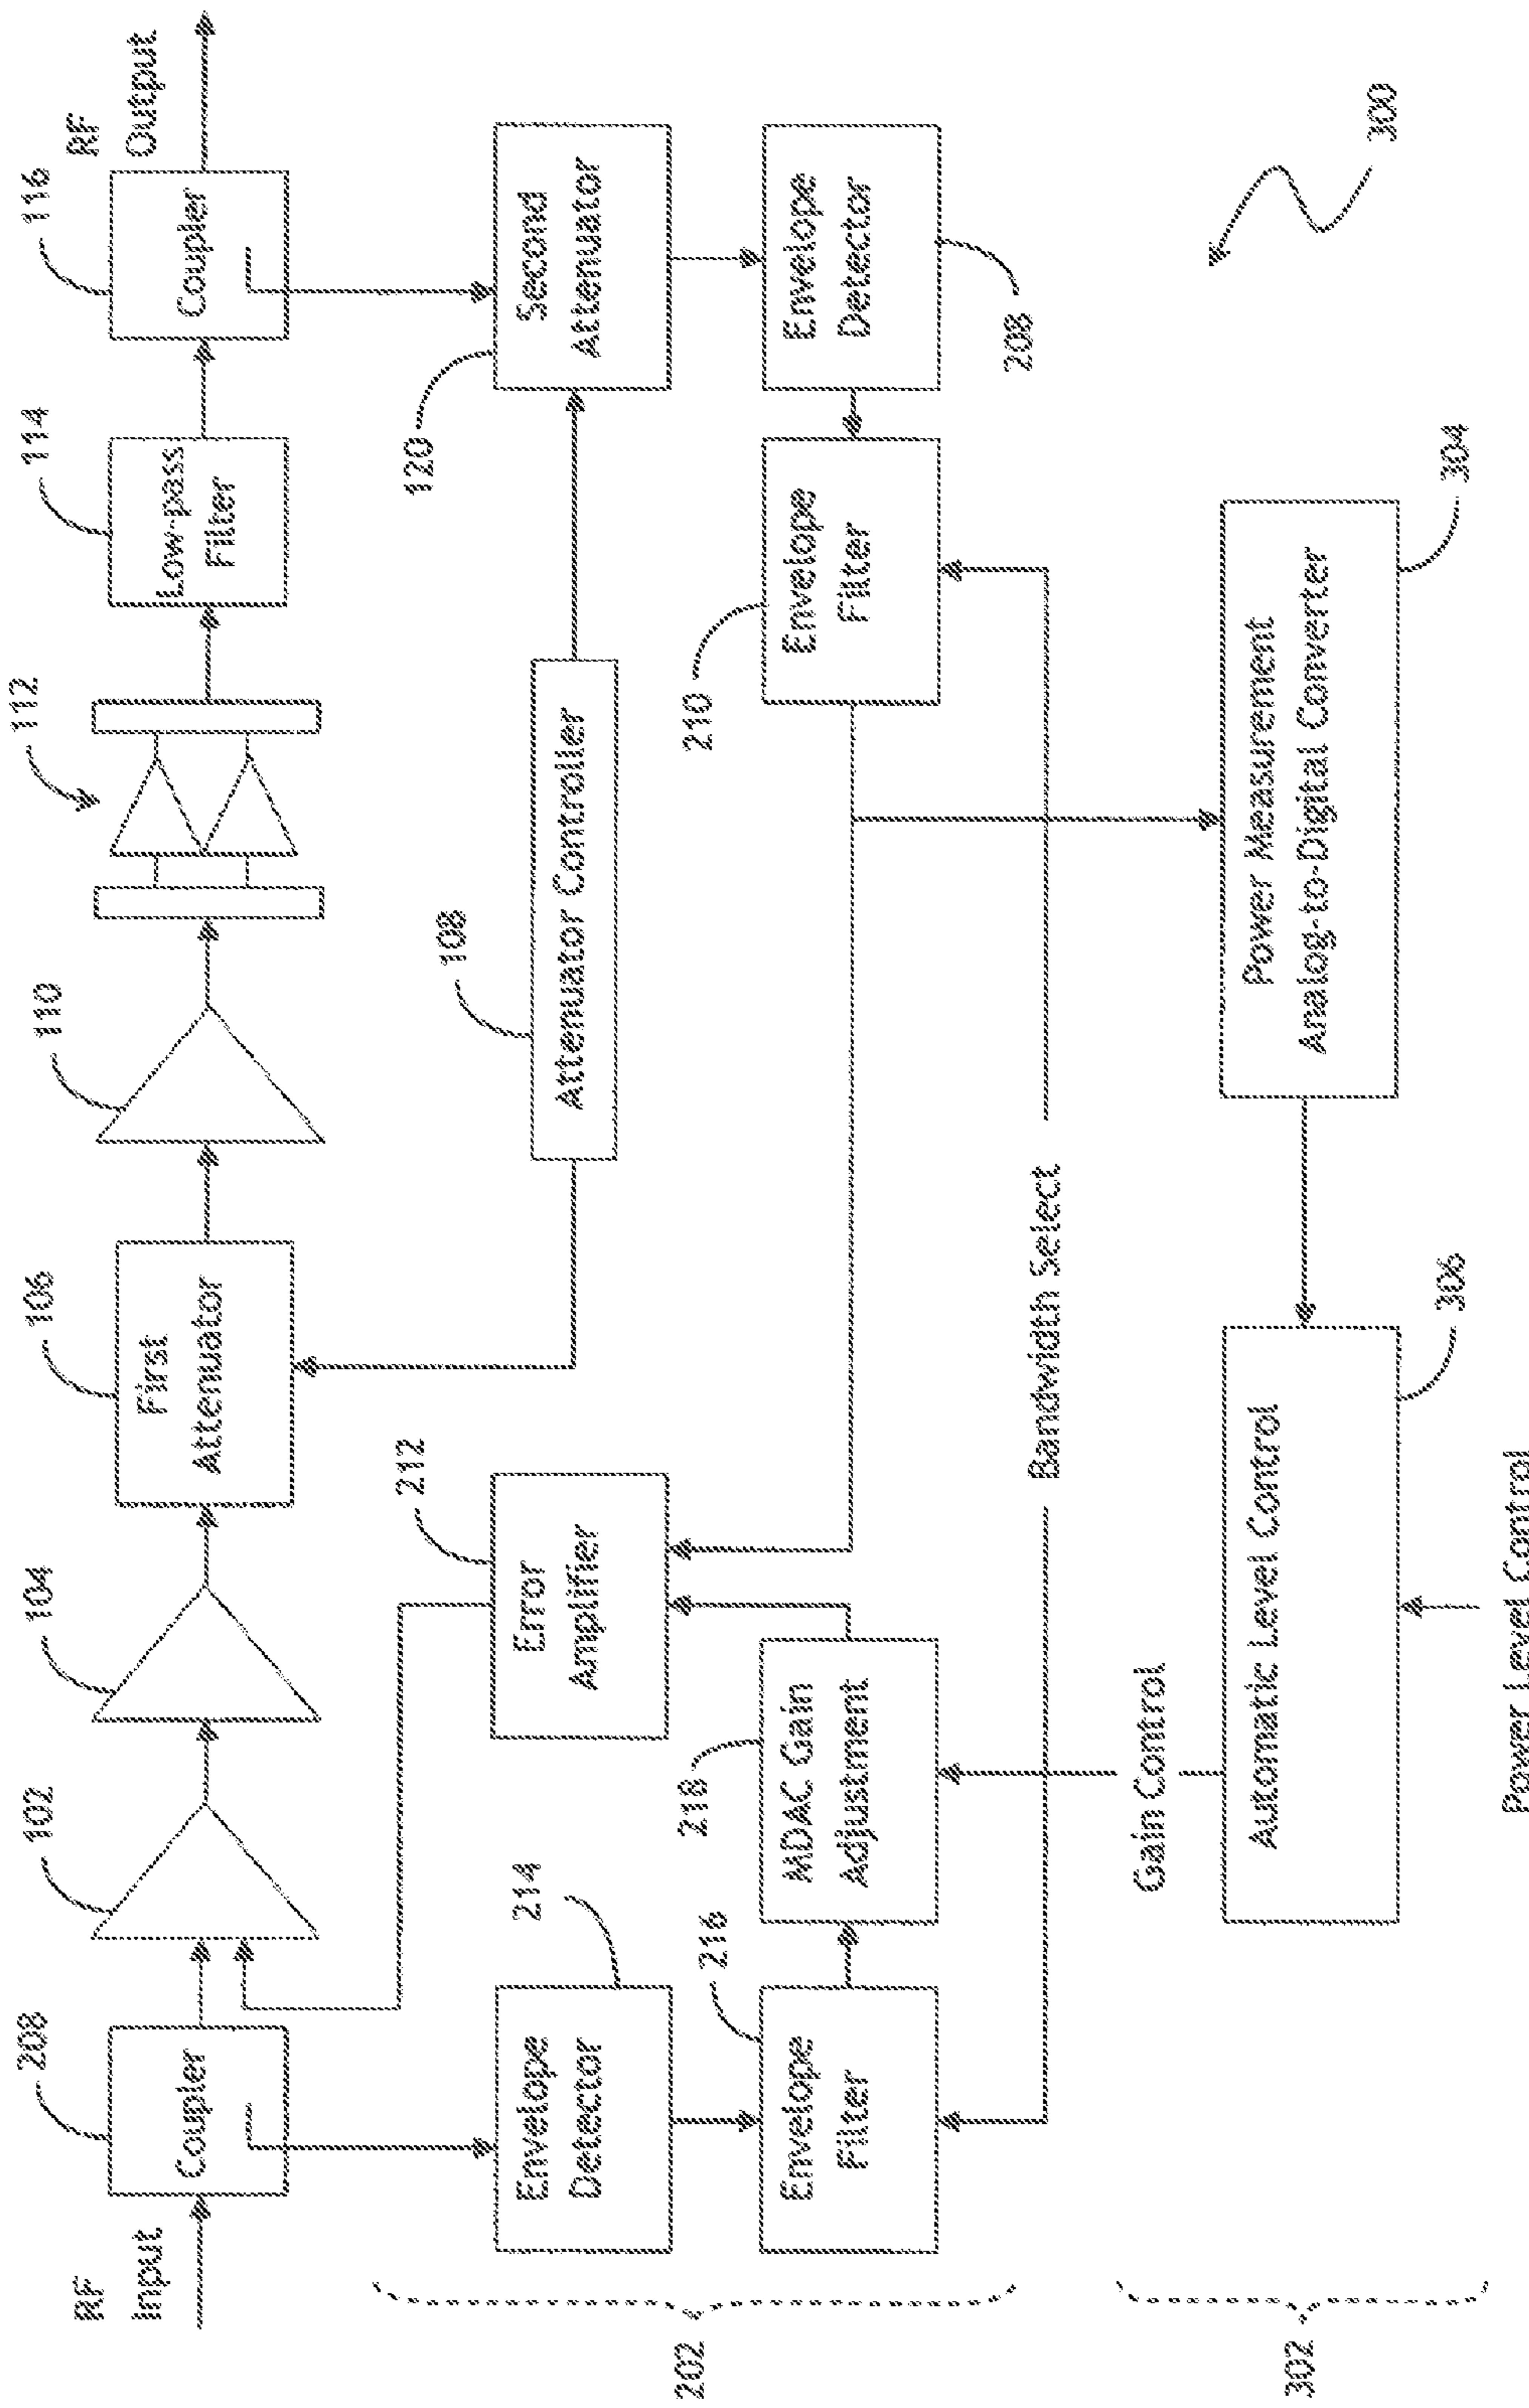 RF
Input
208
Coupler
102
104
106
First
Attenuator
110
112
114
Low-pass
Filter
116
Coupler
RF
Output
202
214
Envelope
Detector
212
Error
Amplifier
108
Attenuator Controller
120
Second
Attenuator
216
Envelope
Filter
218
MDAC Gain
Adjustment
210
Envelope
Filter
Envelope
Detector
208
Bandwidth Select
Gain Control
302
Automatic Level Control
306
Power Measurement
Analog-to-Digital Converter
304
300
Power Level Control